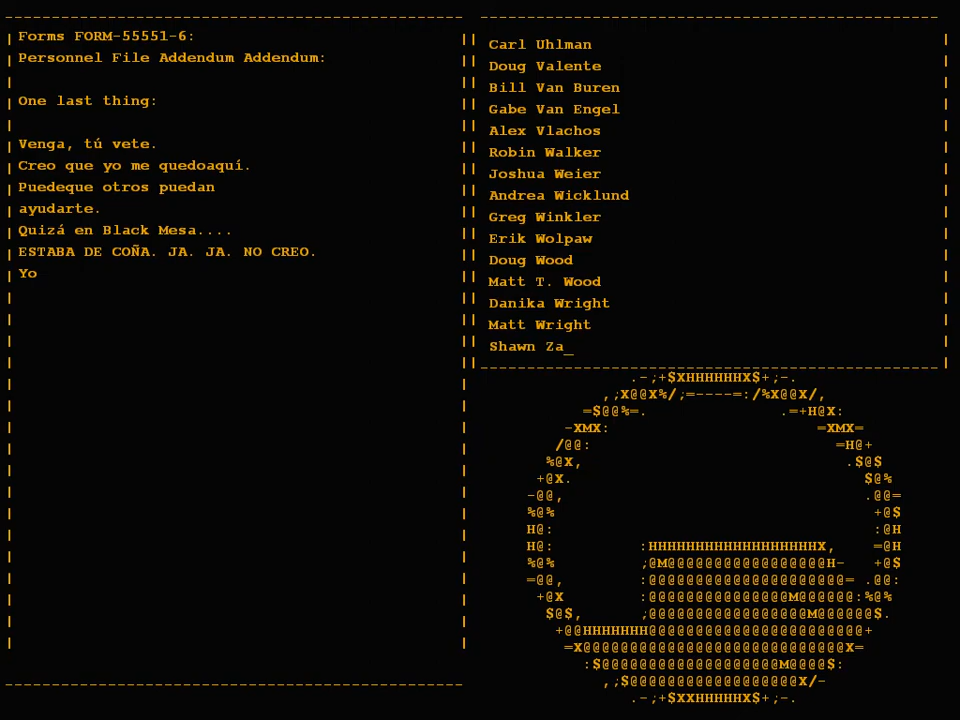 Forms FORM-55551-6:
Personnel File Addendum Addendum:
One last thing:
Venga, tú vete.
Creo que yo me quedoaquí.
Puedeque otros puedan
ayudarte.
Quizá en Black Mesa....
ESTABA DE COÑA. JA. JA. NO CREO.
Yo
Carl Uhlman
Doug Valente
Bill Van Buren
Gabe Van Engel
Alex Vlachos
Robin Walker
Joshua Weier
Andrea Wicklund
Greg Winkler
Erik Wolpaw
Doug Wood
Matt T. Wood
Danika Wright
Matt Wright
Shawn Za_